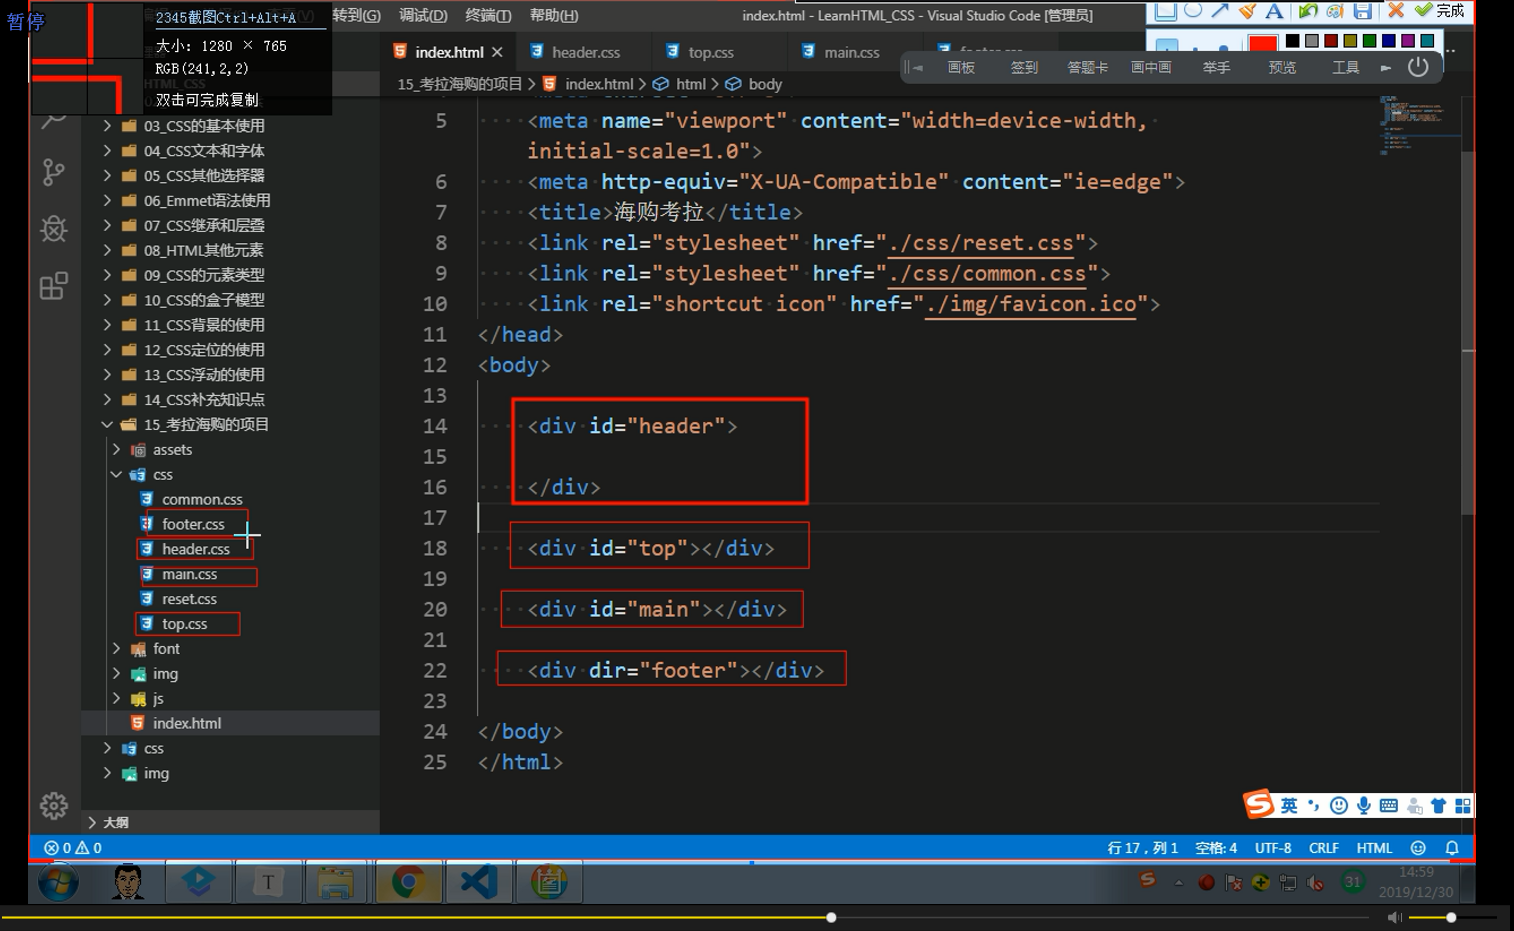 暂停
2345截图Ctrl+Alt+A
大小: 1280 × 765
RGB(241,2,2)
双击可完成复制
转到(G) 调试(D) 终端(T) 帮助(H)
index.html - LearnHTML_CSS - Visual Studio Code [管理员]
完成
index.html
header.css
top.css
main.css
画板 签到 答题卡 画中画 举手 预览 工具
15_考拉海购的项目 > index.html > html > body
03_CSS的基本使用
04_CSS文本和字体
05_CSS其他选择器
06_Emmet语法使用
07_CSS继承和层叠
08_HTML其他元素
09_CSS的元素类型
10_CSS的盒子模型
11_CSS背景的使用
12_CSS定位的使用
13_CSS浮动的使用
14_CSS补充知识点
15_考拉海购的项目
assets
css
common.css
footer.css
header.css
main.css
reset.css
top.css
font
img
js
index.html
css
img
大纲
5 <meta name="viewport" content="width=device-width,
initial-scale=1.0">
6 <meta http-equiv="X-UA-Compatible" content="ie=edge">
7 <title>海购考拉</title>
8 <link rel="stylesheet" href="./css/reset.css">
9 <link rel="stylesheet" href="./css/common.css">
10 <link rel="shortcut icon" href="./img/favicon.ico">
11 </head>
12 <body>
13
14 <div id="header">
15
16 </div>
17
18 <div id="top"></div>
19
20 <div id="main"></div>
21
22 <div dir="footer"></div>
23
24 </body>
25 </html>
英
0 0
行 17，列 1 空格: 4 UTF-8 CRLF HTML
T
31
14:59
2019/12/30